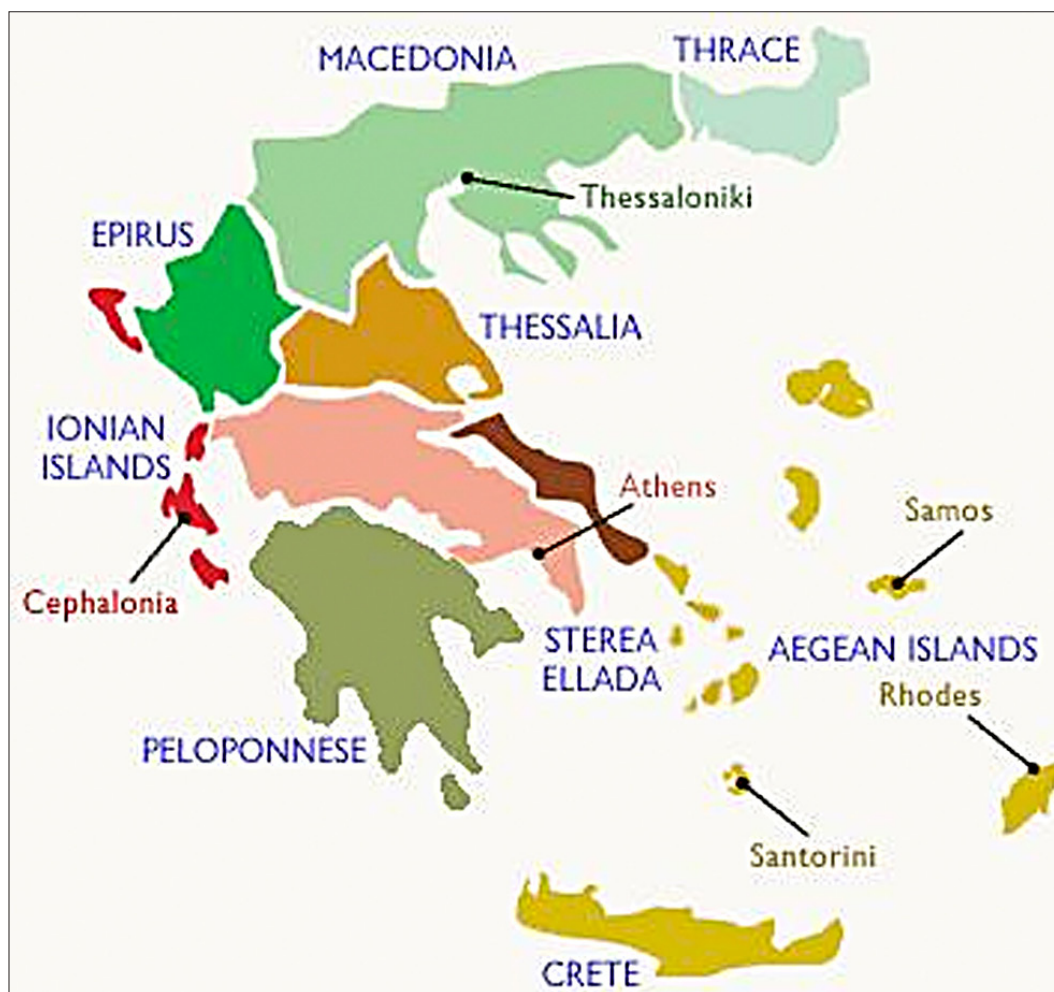 MACEDONIA
THRACE
Thessaloniki
EPIRUS
THESSALIA
IONIAN
ISLANDS
Athens
Samos
Cephalonia
STEREA
ELLADA
AEGEAN ISLANDS
Rhodes
PELOPONNESE
Santorini
CRETE